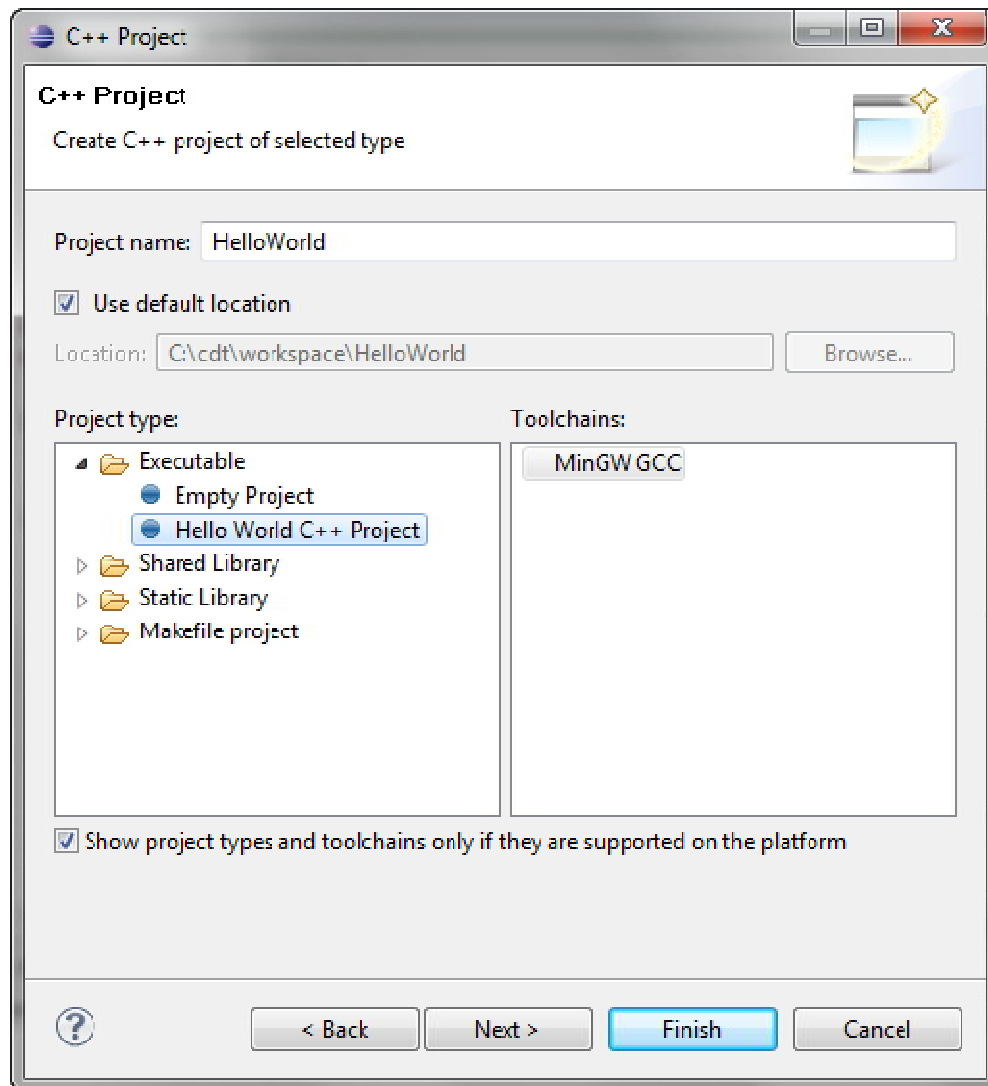 C++ Project
C++ Project
Create C++ project of selected type
Project name: HelloWorld
Use default location
Location: C:\cdt\workspace\HelloWorld Browse...
Project type:
Executable
Empty Project
Hello World C++ Project
Shared Library
Static Library
Makefile project
Toolchains:
MinGW GCC
Show project types and toolchains only if they are supported on the platform
? < Back Next > Finish Cancel